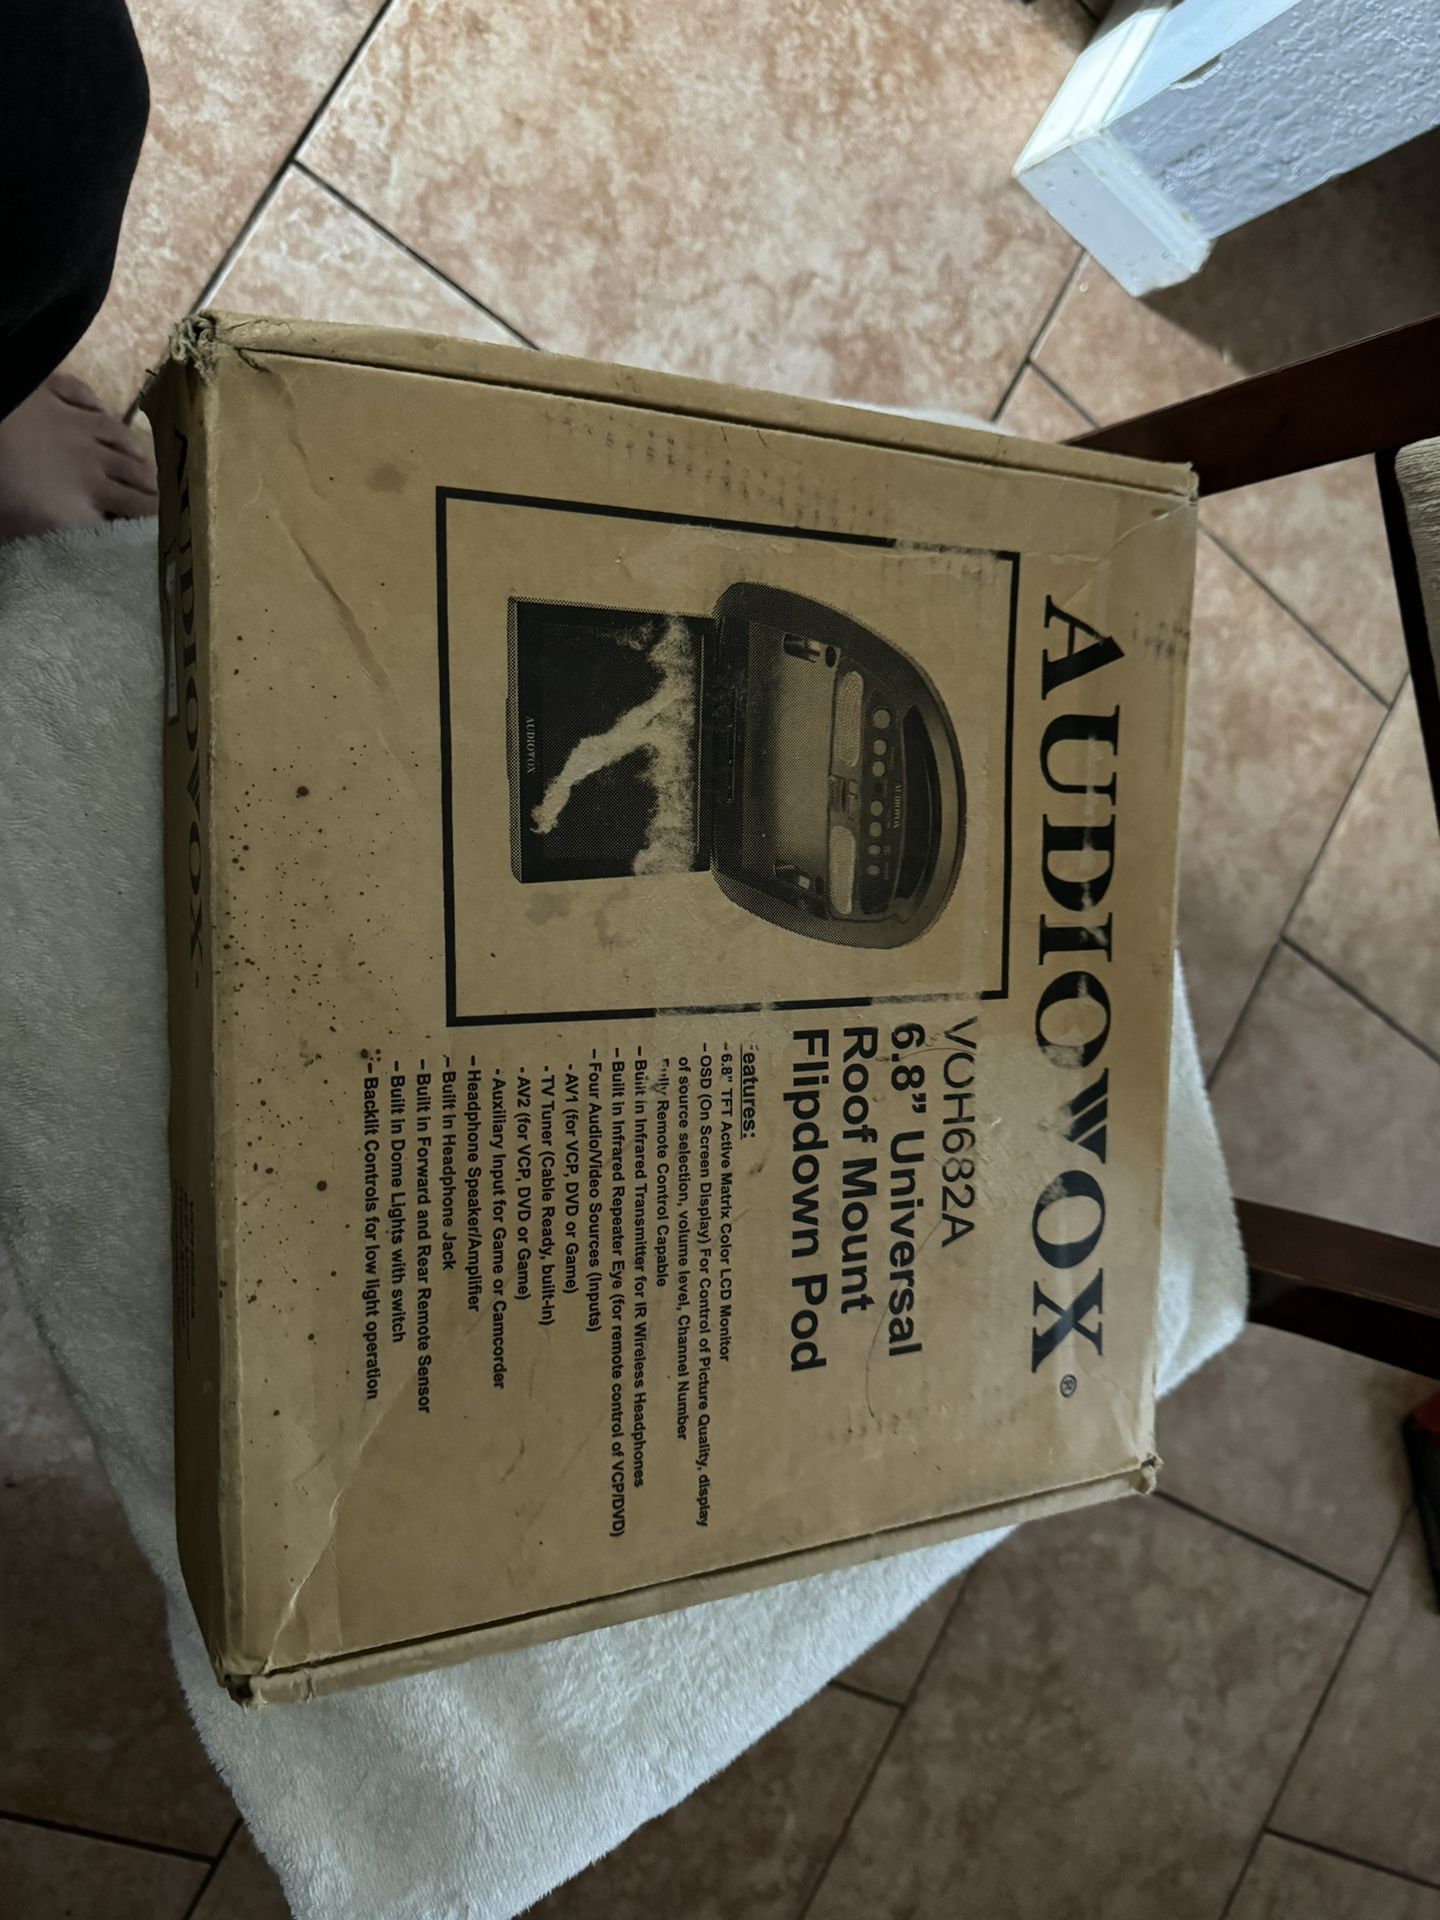 AUDIOVOX®
VOH682A
6.8” Universal
Roof Mount
Flipdown Pod
eatures:
- 6.8” TFT Active Matrix Color LCD Monitor
- OSD (On Screen Display) For Control of Picture Quality, display
of source selection, volume level, Channel Number
Fully Remote Control Capable
- Built in Infrared Transmitter for IR Wireless Headphones
- Built in Infrared Repeater Eye (for remote control of VCP/DVD)
- Four Audio/Video Sources (Inputs)
- AV1 (for VCP, DVD or Game)
- TV Tuner (Cable Ready, built-in)
- AV2 (for VCP, DVD or Game)
- Auxiliary Input for Game or Camcorder
- Headphone Speaker/Amplifier
- Built in Headphone Jack
- Built in Forward and Rear Remote Sensor
- Built in Dome Lights with switch
- Backlit Controls for low light operation
AUDIOVOX
AUDIOVOX
AUDIOVOX